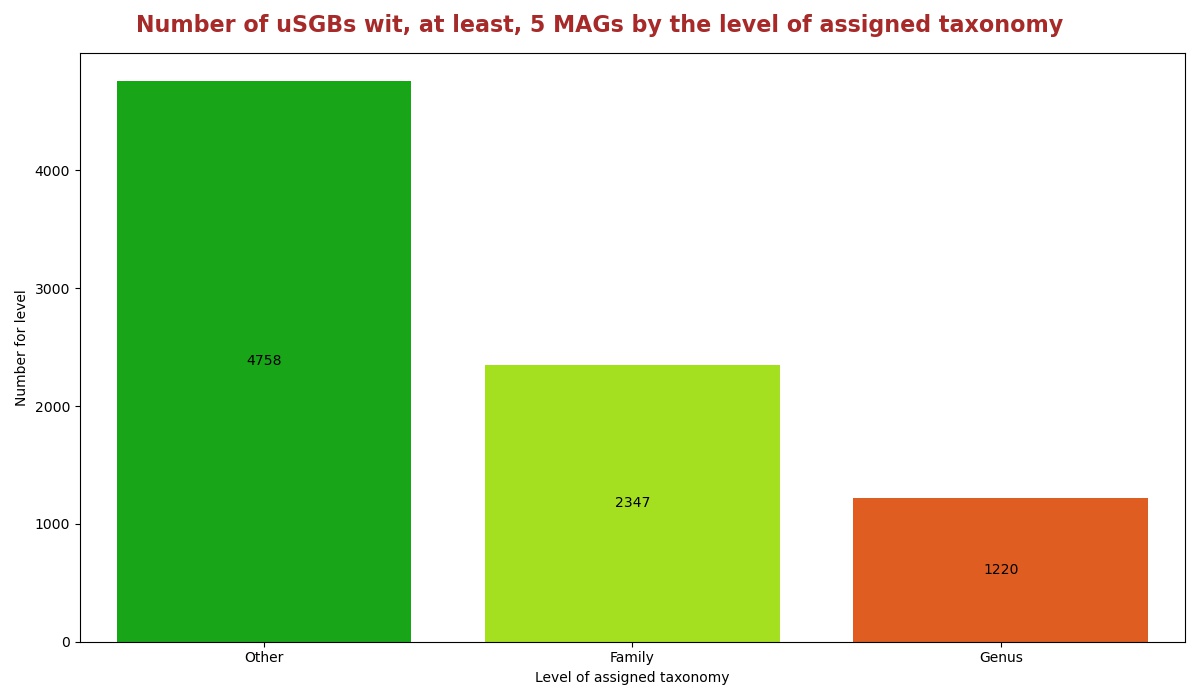 Number of uSGBs wit, at least, 5 MAGs by the level of assigned taxonomy
Number for level
4000
3000
2000
1000
0
4758
2347
1220
Other
Family
Genus
Level of assigned taxonomy